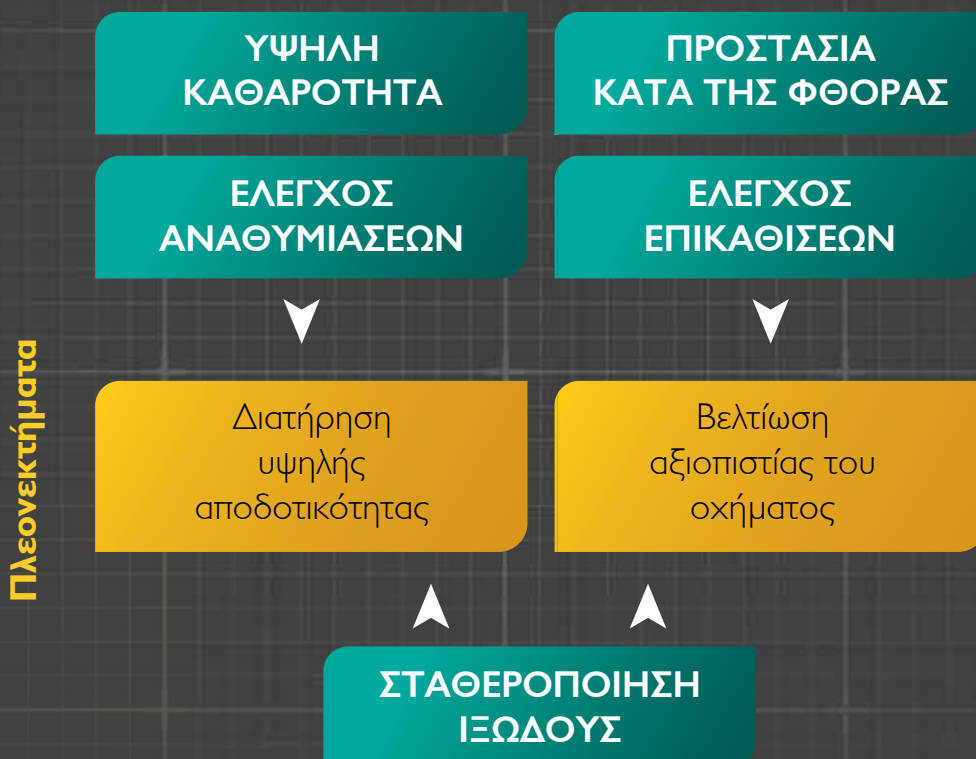 ΥΨΗΛΗ
ΚΑΘΑΡΟΤΗΤΑ
ΠΡΟΣΤΑΣΙΑ
ΚΑΤΑ ΤΗΣ ΦΘΟΡΑΣ
ΕΛΕΓΧΟΣ
ΑΝΑΘΥΜΙΑΣΕΩΝ
ΕΛΕΓΧΟΣ
ΕΠΙΚΑΘΙΣΕΩΝ
Πλεονεκτήματα
Διατήρηση
υψηλής
αποδοτικότητας
Βελτίωση
αξιοπιστίας του
οχήματος
ΣΤΑΘΕΡΟΠΟΙΗΣΗ
ΙΞΩΔΟΥΣ